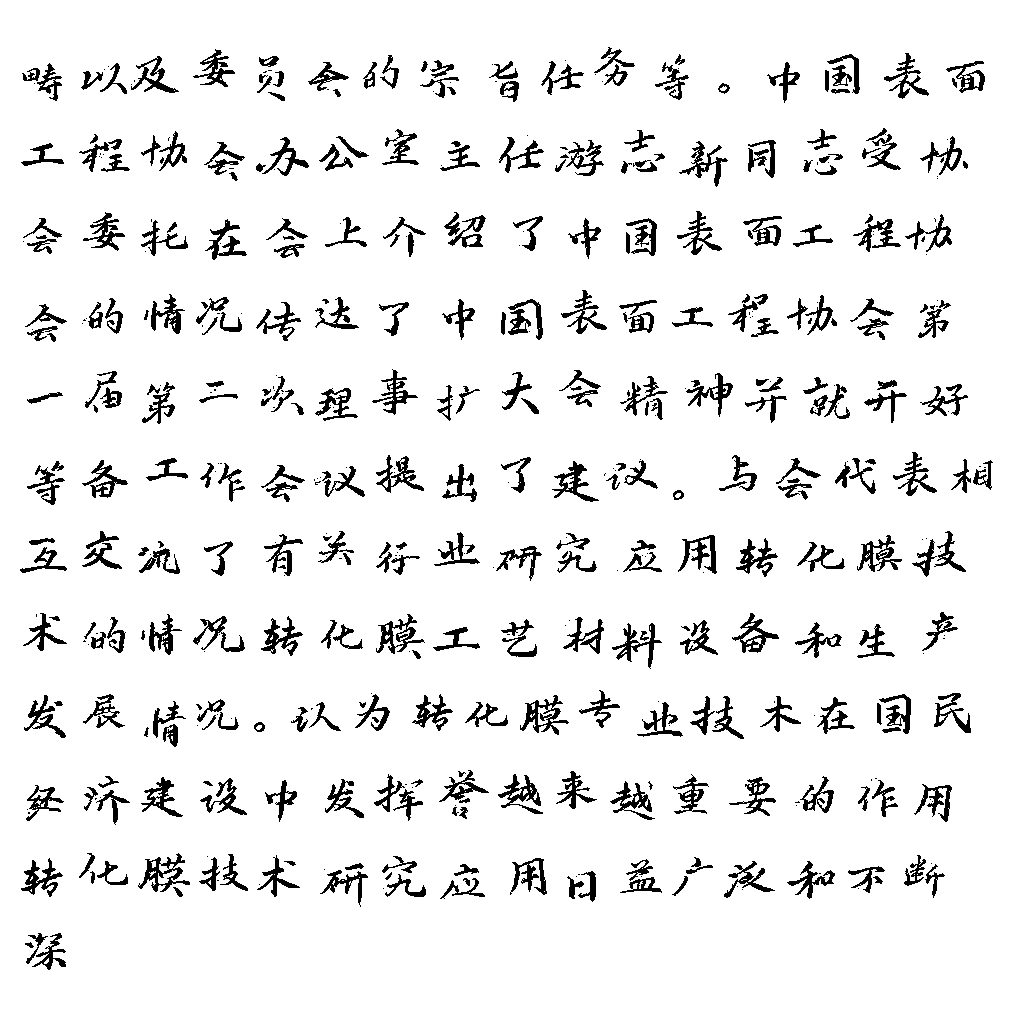 畴以及委员会的宗旨任务等。中国表面
工程协会办公室主任游志新同志受协
会委托在会上介绍了中国表面工程协
会的情况传达了中国表面工程协会第
一届第二次理事扩大会精神并就开好
等备工作会议提出了建议。与会代表相
互交流了有关行业研究应用转化膜技
术的情况转化膜工艺材料设备和生产
发展情况。认为转化膜专业技术在国民
经济建设中发挥誉越来越重要的作用
转化膜技术研究应用日益广泛和不断
深